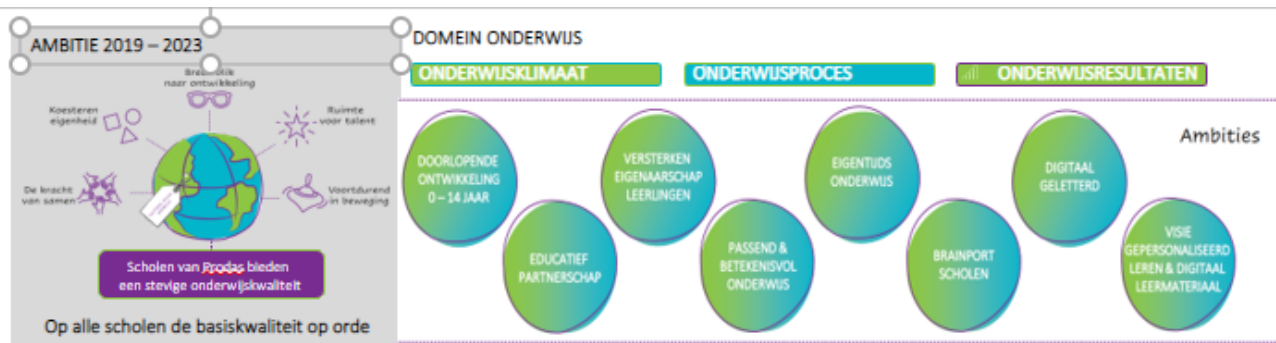 AMBITIE 2019 – 2023
Brede blik
naar ontwikkeling
Koesteren
eigenheid
Ruimte
voor talent
De kracht
van samen
Voortdurend
in beweging
Scholen van Prodas bieden
een stevige onderwijskwaliteit
Op alle scholen de basiskwaliteit op orde
DOMEIN ONDERWIJS
ONDERWIJSKLIMAAT
ONDERWIJSPROCES
ONDERWIJSRESULTATEN
Ambities
DOORLOPENDE
ONTWIKKELING
0 – 14 JAAR
EDUCATIEF
PARTNERSCHAP
VERSTERKEN
EIGENAARSCHAP
LEERLINGEN
PASSEND &
BETEKENISVOL
ONDERWIJS
EIGENTIJDS
ONDERWIJS
BRAINPORT
SCHOLEN
DIGITAAL
GELETTERD
VISIE
GEPERSONALISEERD
LEREN & DIGITAAL
LEERMATERIAAL